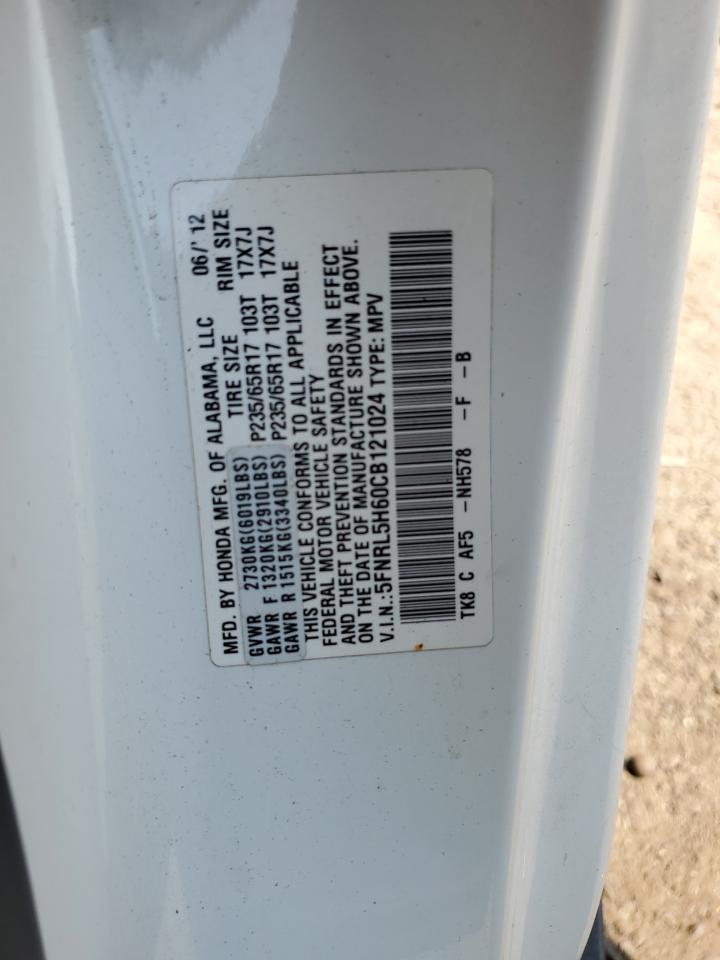 MFD. BY HONDA MFG. OF ALABAMA, LLC 06/' 12
TIRE SIZE RIM SIZE
GVWR 2730KG(6019LBS)
GAWR F 1320KG(2910LBS) P235/65R17 103T 17X7J
GAWR R 1515KG(3340LBS) P235/65R17 103T 17X7J
THIS VEHICLE CONFORMS TO ALL APPLICABLE
FEDERAL MOTOR VEHICLE SAFETY
AND THEFT PREVENTION STANDARDS IN EFFECT
ON THE DATE OF MANUFACTURE SHOWN ABOVE.
V.I.N.:5FNRL5H60CB121024 TYPE: MPV
TK8 C AF5 -NH578 -F -B